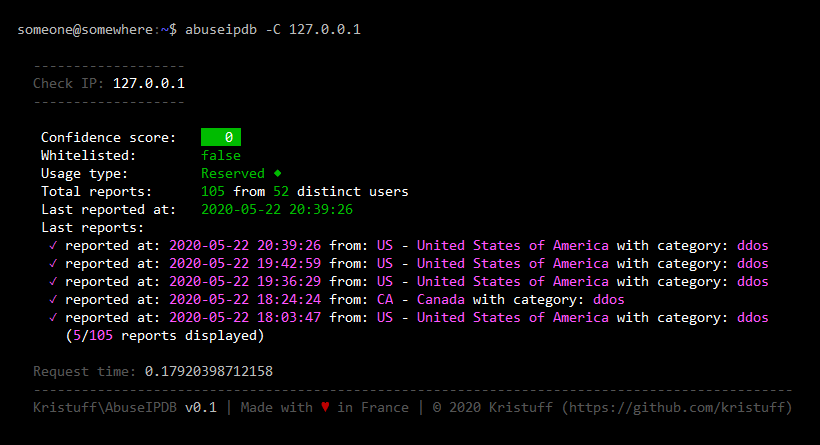 someone@somewhere:~$ abuseipdb -C 127.0.0.1
-------------------
Check IP: 127.0.0.1
-------------------
Confidence score: 0
Whitelisted: false
Usage type: Reserved ◆
Total reports: 105 from 52 distinct users
Last reported at: 2020-05-22 20:39:26
Last reports:
✓ reported at: 2020-05-22 20:39:26 from: US - United States of America with category: ddos
✓ reported at: 2020-05-22 19:42:59 from: US - United States of America with category: ddos
✓ reported at: 2020-05-22 19:36:29 from: US - United States of America with category: ddos
✓ reported at: 2020-05-22 18:24:24 from: CA - Canada with category: ddos
✓ reported at: 2020-05-22 18:03:47 from: US - United States of America with category: ddos
(5/105 reports displayed)
Request time: 0.17920398712158
-----------------------------------------------------------------------------------------------
Kristuff\AbuseIPDB v0.1 | Made with ♥ in France | © 2020 Kristuff (https://github.com/kristuff)